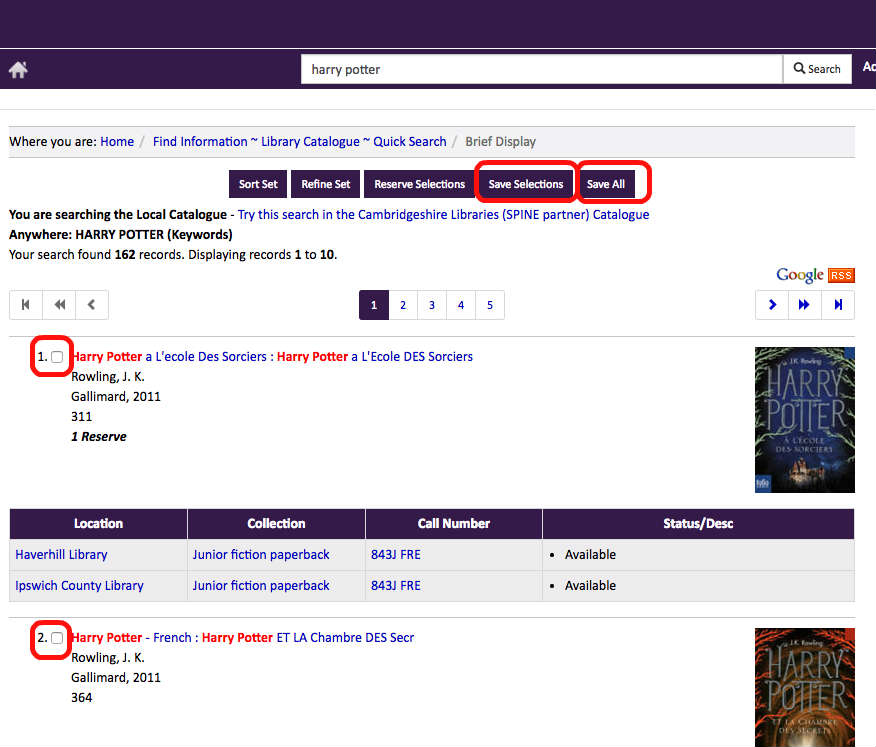 harry potter
Search
Ac
Where you are: Home / Find Information ~ Library Catalogue ~ Quick Search / Brief Display
Sort Set Refine Set Reserve Selections Save Selections Save All
You are searching the Local Catalogue - Try this search in the Cambridgeshire Libraries (SPINE partner) Catalogue
Anywhere: HARRY POTTER (Keywords)
Your search found 162 records. Displaying records 1 to 10.
Google RSS
1 2 3 4 5
1. Harry Potter a L'ecole Des Sorciers : Harry Potter a L'Ecole DES Sorciers
Rowling, J. K.
Gallimard, 2011
311
1 Reserve
J.K. Rowling
HARRY
POTTER
À L'ÉCOLE
DES SORCIERS
folio
Location Collection Call Number Status/Desc
Haverhill Library Junior fiction paperback 843J FRE • Available
Ipswich County Library Junior fiction paperback 843J FRE • Available
2. Harry Potter - French : Harry Potter ET LA Chambre DES Secr
Rowling, J. K.
Gallimard, 2011
364
J.K. Rowling
HARRY
POTTER
ET LA CHAMBRE
DES SECRETS